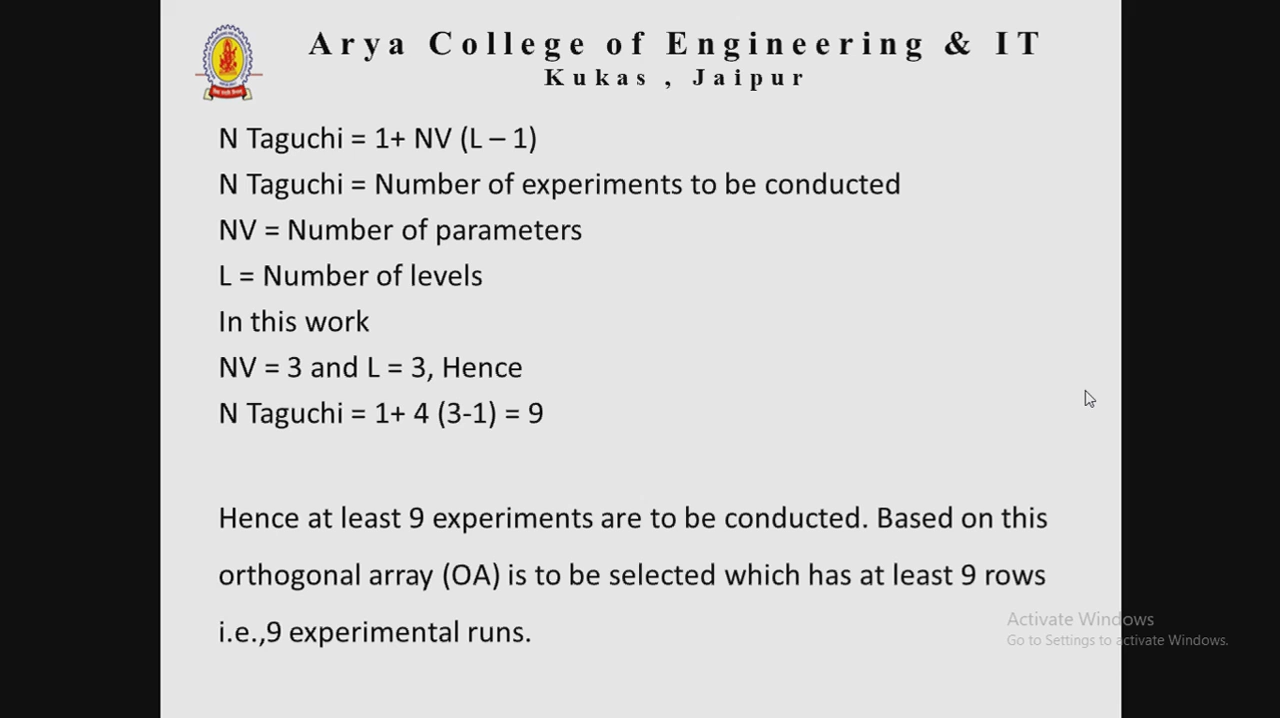 Arya College of Engineering & IT
Kukas , Jaipur
N Taguchi = 1+ NV (L – 1)
N Taguchi = Number of experiments to be conducted
NV = Number of parameters
L = Number of levels
In this work
NV = 3 and L = 3, Hence
N Taguchi = 1+ 4 (3-1) = 9
Hence at least 9 experiments are to be conducted. Based on this
orthogonal array (OA) is to be selected which has at least 9 rows
i.e.,9 experimental runs.
Activate Windows
Go to Settings to activate Windows.